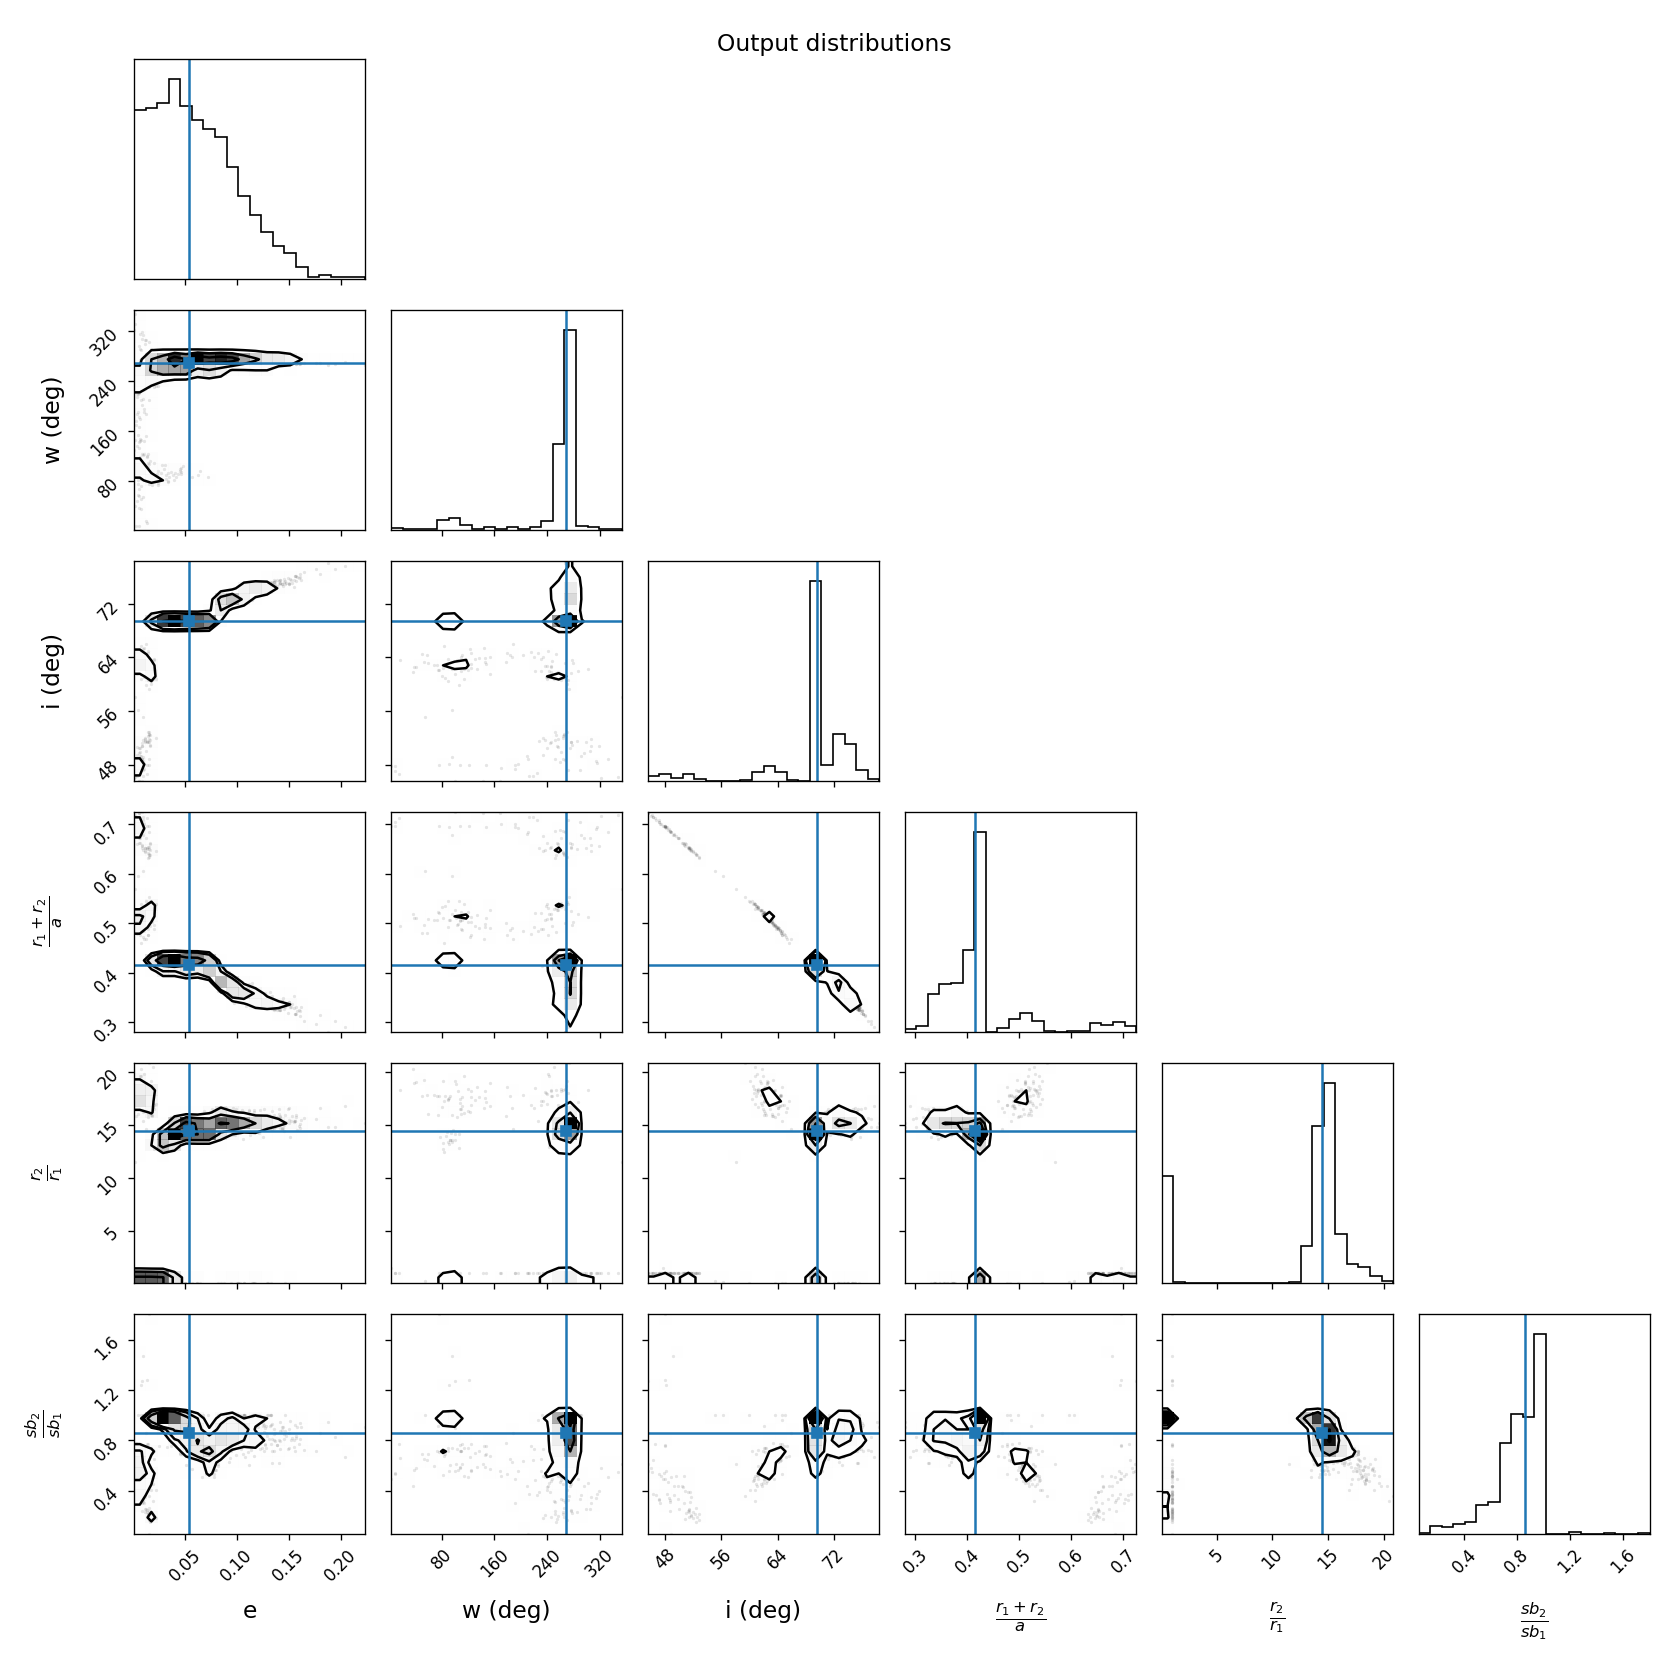 Output distributions
w (deg)
320
240
160
80
i (deg)
72
64
56
48
r₁ + r₂
a
0.7
0.6
0.5
0.4
0.3
r₂
r₁
20
15
10
5
sb₂
sb₁
1.6
1.2
0.8
0.4
0.05 0.10 0.15 0.20 80 160 240 320 48 56 64 72 0.3 0.4 0.5 0.6 0.7 5 10 15 20 0.4 0.8 1.2 1.6
e w (deg) i (deg)
r₁ + r₂
a
r₂
r₁
sb₂
sb₁